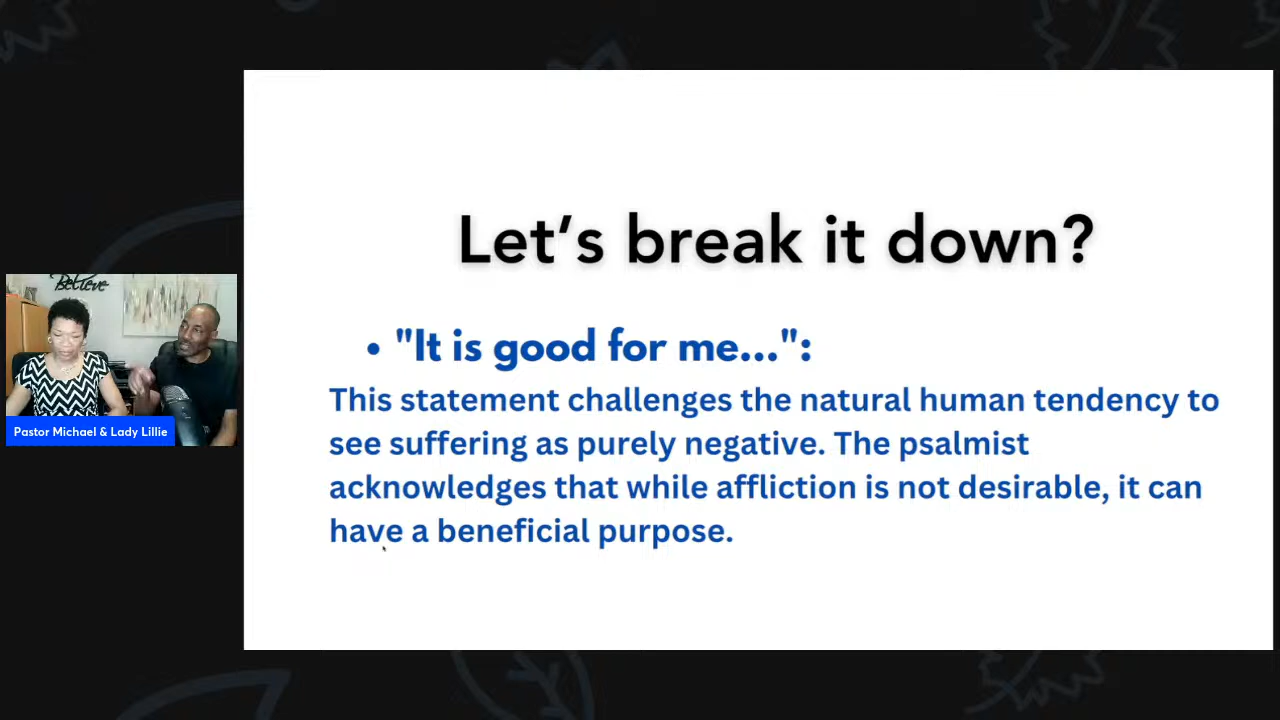 Let's break it down?
• "It is good for me...":
This statement challenges the natural human tendency to
see suffering as purely negative. The psalmist
acknowledges that while affliction is not desirable, it can
have a beneficial purpose.
Believe
Pastor Michael & Lady Lillie